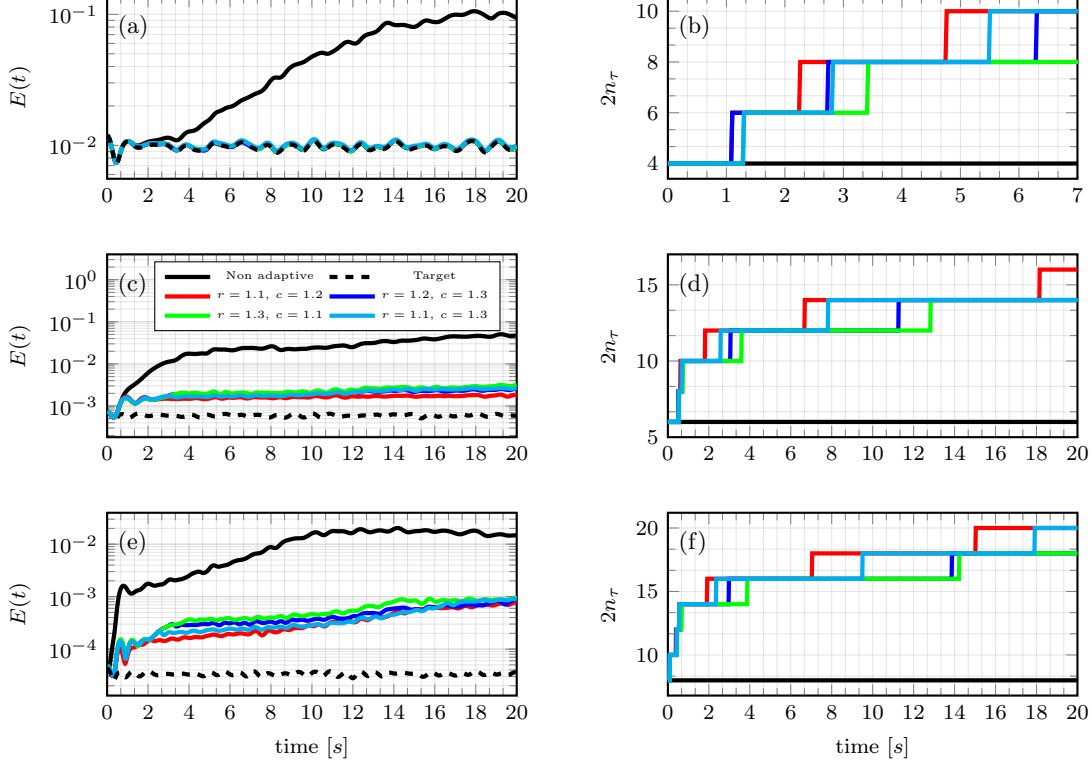 (a)
E(t)
10⁻¹
10⁻²
0 2 4 6 8 10 12 14 16 18 20
(b)
2n_τ
10
8
6
4
0 1 2 3 4 5 6 7
(c)
E(t)
10⁰
10⁻¹
10⁻²
10⁻³
Non adaptive Target
r = 1.1, c = 1.2 r = 1.2, c = 1.3
r = 1.3, c = 1.1 r = 1.1, c = 1.3
0 2 4 6 8 10 12 14 16 18 20
(d)
2n_τ
15
10
5
0 2 4 6 8 10 12 14 16 18 20
(e)
E(t)
10⁻²
10⁻³
10⁻⁴
0 2 4 6 8 10 12 14 16 18 20
time [s]
(f)
2n_τ
20
15
10
0 2 4 6 8 10 12 14 16 18 20
time [s]